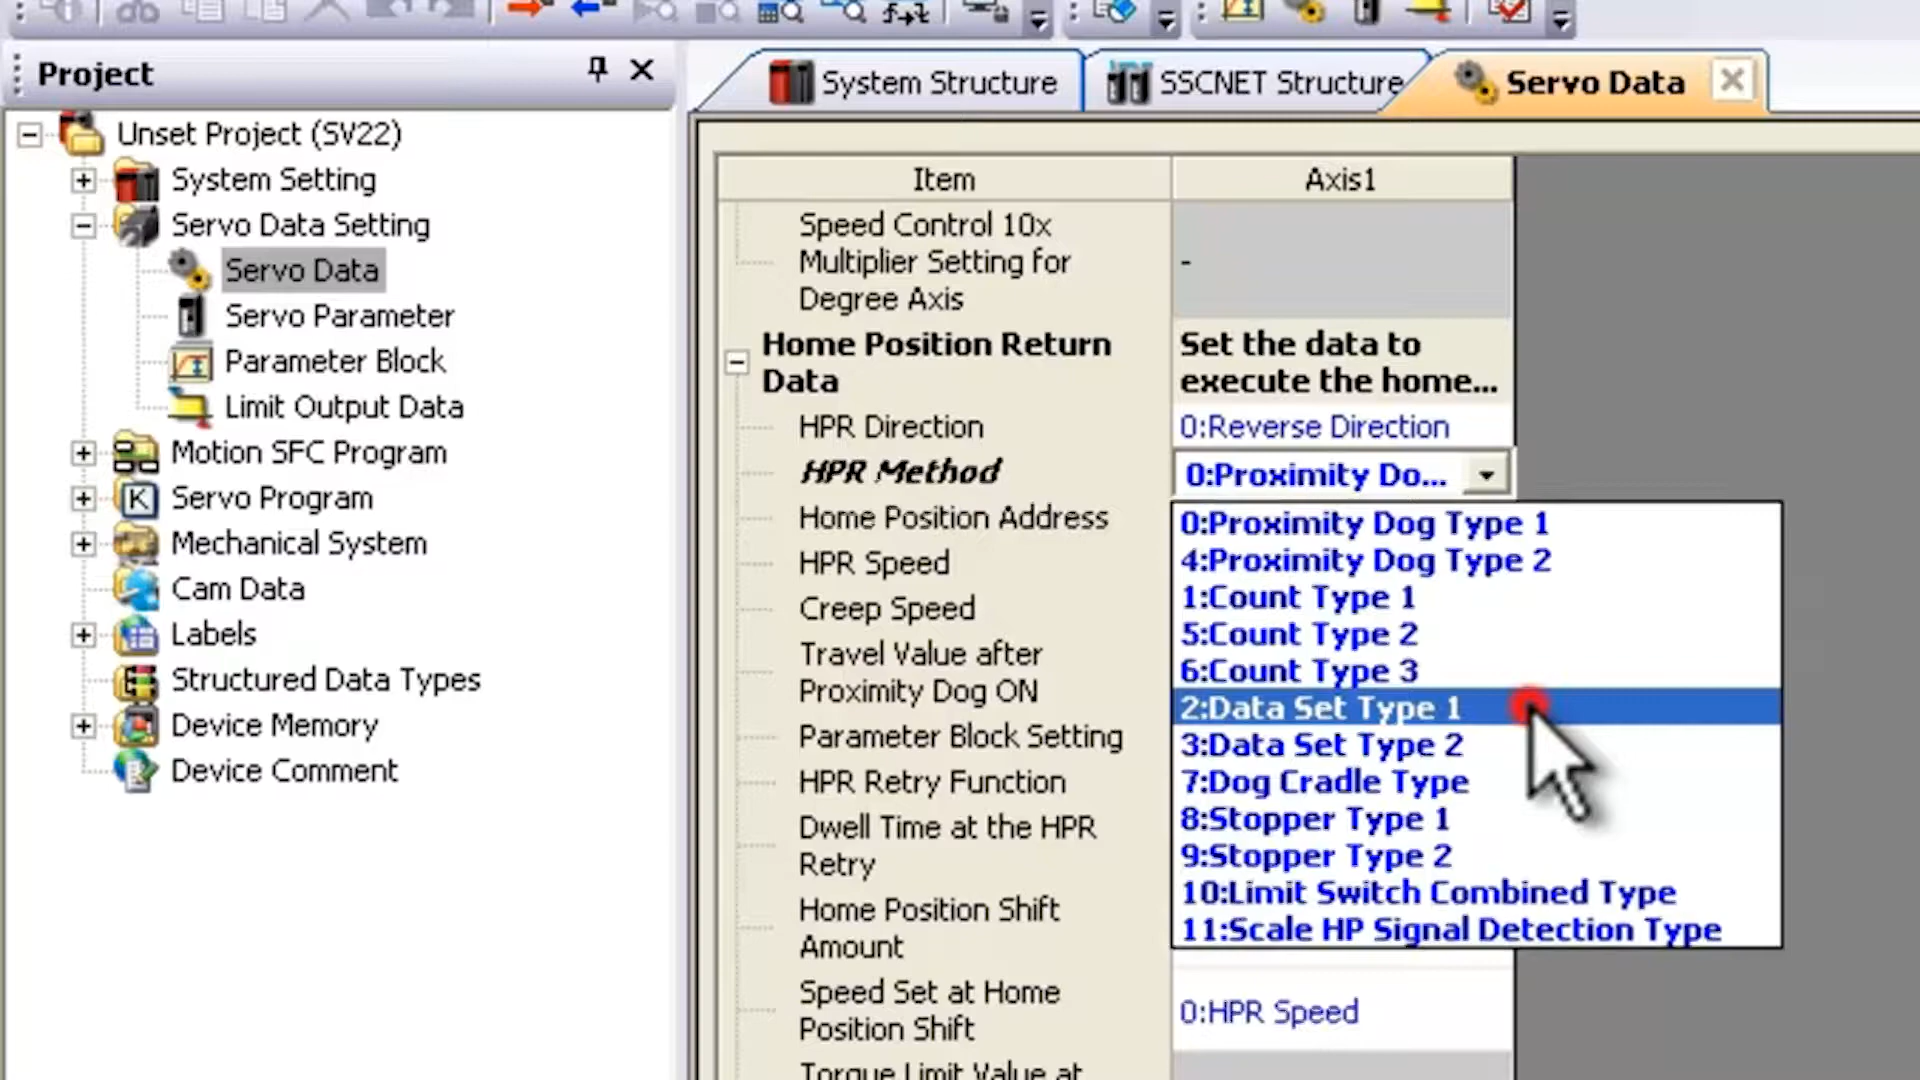 Project
Unset Project (SV22)
System Setting
Servo Data Setting
Servo Data
Servo Parameter
Parameter Block
Limit Output Data
Motion SFC Program
Servo Program
Mechanical System
Cam Data
Labels
Structured Data Types
Device Memory
Device Comment
System Structure
SSCNET Structure
Servo Data
Item
Axis1
Speed Control 10x
Multiplier Setting for
Degree Axis
-
Home Position Return
Data
Set the data to
execute the home...
HPR Direction
0:Reverse Direction
HPR Method
0:Proximity Do...
Home Position Address
HPR Speed
Creep Speed
Travel Value after
Proximity Dog ON
Parameter Block Setting
HPR Retry Function
Dwell Time at the HPR
Retry
Home Position Shift
Amount
Speed Set at Home
Position Shift
0:HPR Speed
Torque Limit Value at
0:Proximity Dog Type 1
4:Proximity Dog Type 2
1:Count Type 1
5:Count Type 2
6:Count Type 3
2:Data Set Type 1
3:Data Set Type 2
7:Dog Cradle Type
8:Stopper Type 1
9:Stopper Type 2
10:Limit Switch Combined Type
11:Scale HP Signal Detection Type